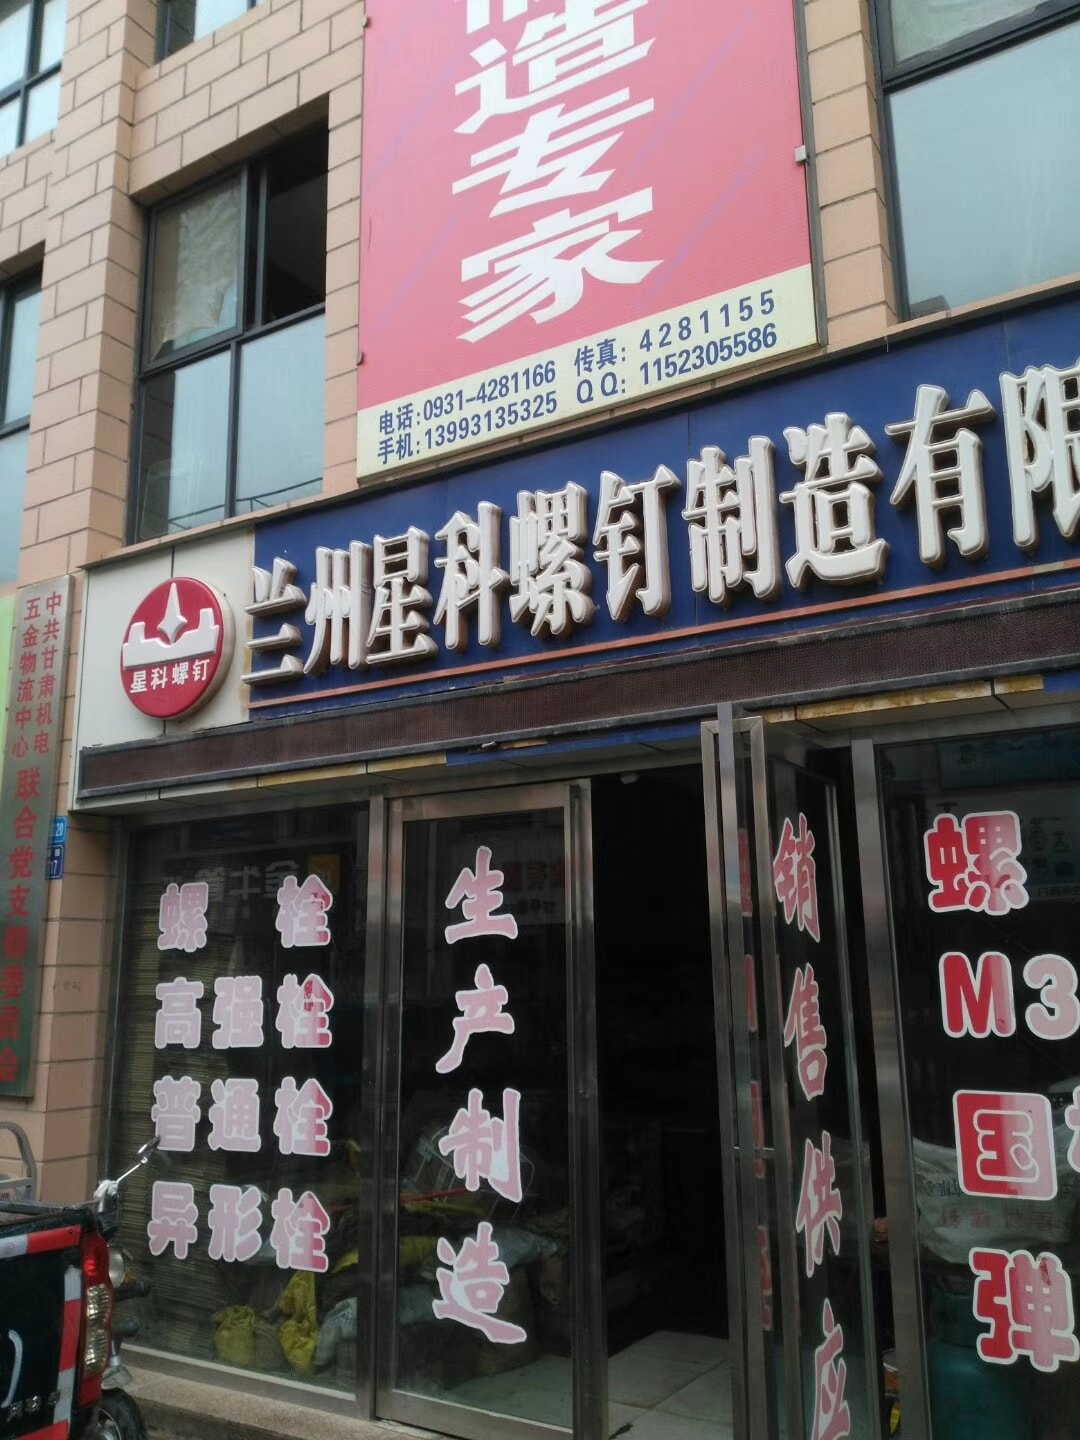 造专家
电话:0931-4281166 传真: 4281155
手机:13993135325 QQ: 1152305586
兰州星科螺钉制造有限
星科螺钉
中共甘肃机电
五金物流中心
联合党支部委员会
螺 栓
高强栓
普通栓
异形栓
生产制造
销售供应
螺
M3
国
弹